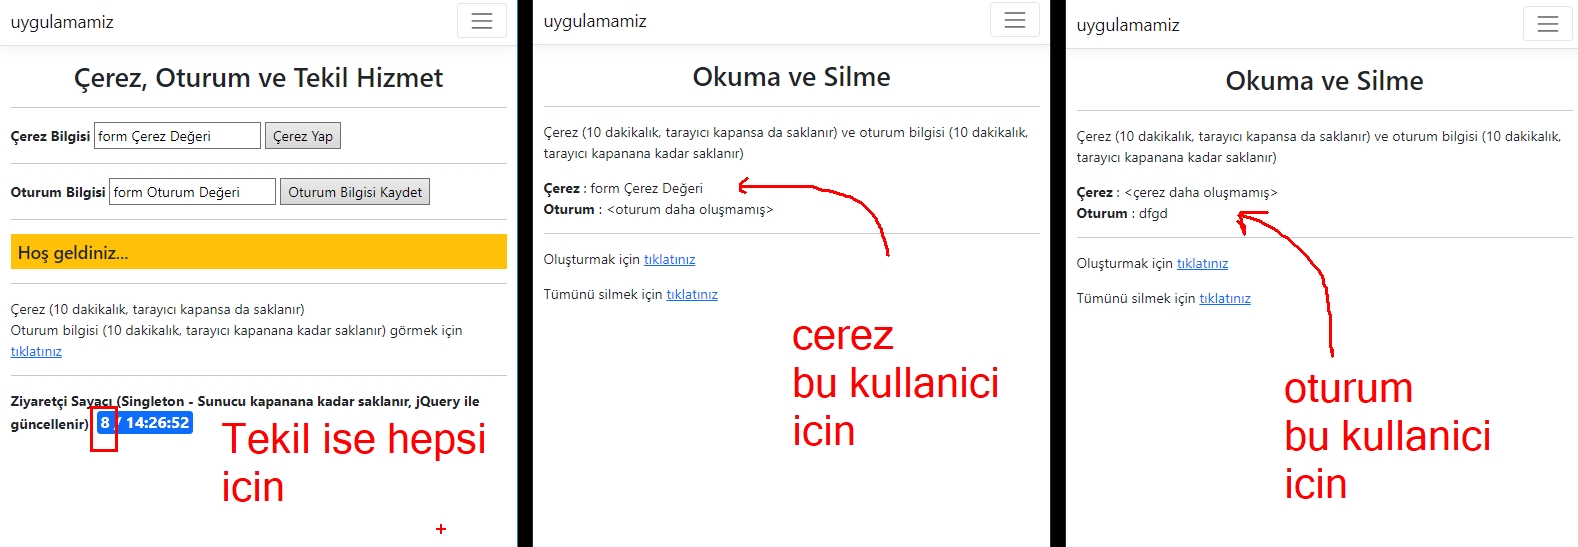 uygulamamiz
Çerez, Oturum ve Tekil Hizmet
Çerez Bilgisi form Çerez Değeri Çerez Yap
Oturum Bilgisi form Oturum Değeri Oturum Bilgisi Kaydet
Hoş geldiniz...
Çerez (10 dakikalık, tarayıcı kapansa da saklanır)
Oturum bilgisi (10 dakikalık, tarayıcı kapanana kadar saklanır) görmek için
tıklatınız
Ziyaretçi Sayacı (Singleton - Sunucu kapanana kadar saklanır, jQuery ile
güncellenir) 8 / 14:26:52
Tekil ise hepsi
icin
uygulamamiz
Okuma ve Silme
Çerez (10 dakikalık, tarayıcı kapansa da saklanır) ve oturum bilgisi (10 dakikalık,
tarayıcı kapanana kadar saklanır)
Çerez : form Çerez Değeri
Oturum : <oturum daha oluşmamış>
Oluşturmak için tıklatınız
Tümünü silmek için tıklatınız
cerez
bu kullanici
icin
uygulamamiz
Okuma ve Silme
Çerez (10 dakikalık, tarayıcı kapansa da saklanır) ve oturum bilgisi (10 dakikalık,
tarayıcı kapanana kadar saklanır)
Çerez : <çerez daha oluşmamış>
Oturum : dfgd
Oluşturmak için tıklatınız
Tümünü silmek için tıklatınız
oturum
bu kullanici
icin